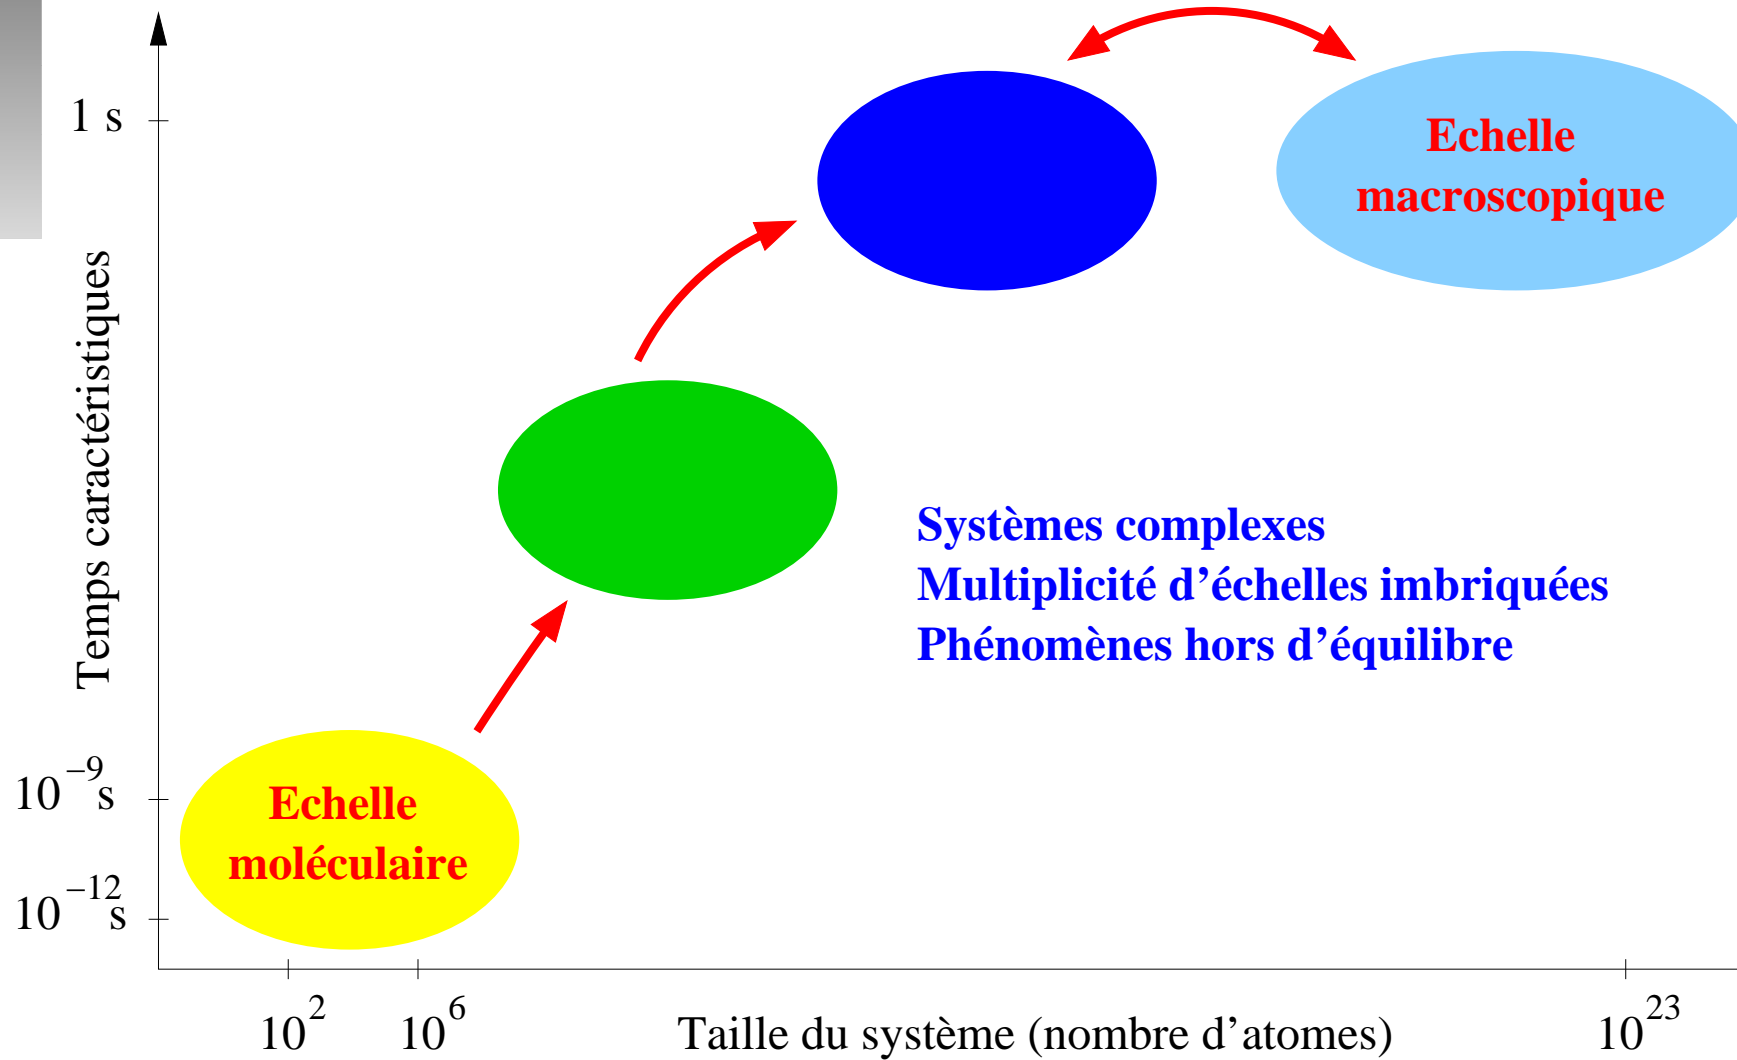 1 s
Echelle
macroscopique
Temps caractéristiques
Systèmes complexes
Multiplicité d’échelles imbriquées
Phénomènes hors d’équilibre
10⁻⁹s
Echelle
moléculaire
10⁻¹²s
10² 10⁶ Taille du système (nombre d’atomes) 10²³